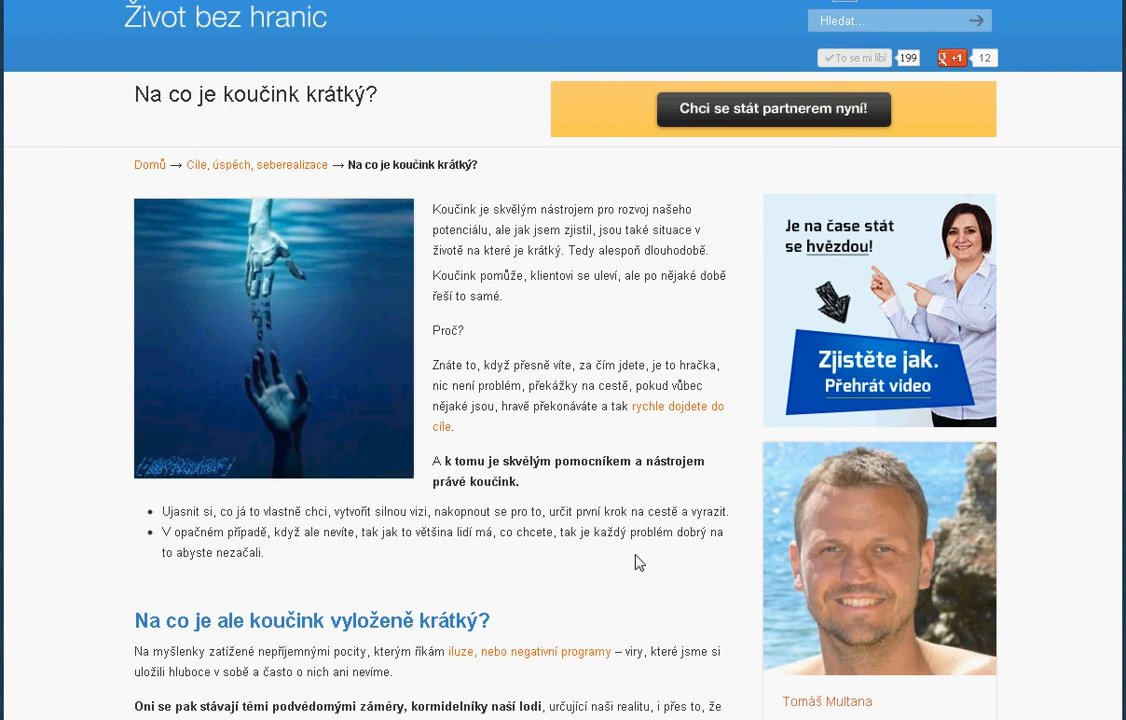 Život bez hranic
Hledat...
To se mi líbí
199
g +1
12
Na co je koučink krátký?
Chci se stát partnerem nyní!
Domů → Cíle, úspěch, seberealizace → Na co je koučink krátký?
Koučink je skvělým nástrojem pro rozvoj našeho
potenciálu, ale jak jsem zjistil, jsou také situace v
životě na které je krátký. Tedy alespoň dlouhodobě.
Koučink pomůže, klientovi se uleví, ale po nějaké době
řeší to samé.
Proč?
Znáte to, když přesně víte, za čím jdete, je to hračka,
nic není problém, překážky na cestě, pokud vůbec
nějaké jsou, hravě překonáváte a tak rychle dojdete do
cíle.
A k tomu je skvělým pomocníkem a nástrojem
právě koučink.
• Ujasnit si, co já to vlastně chci, vytvořit silnou vizi, nakopnout se pro to, určit první krok na cestě a vyrazit.
• V opačném případě, když ale nevíte, tak jak to většina lidí má, co chcete, tak je každý problém dobrý na
to abyste nezačali.
Na co je ale koučink vyloženě krátký?
Na myšlenky zatížené nepříjemnými pocity, kterým říkám iluze, nebo negativní programy – viry, které jsme si
uložili hluboce v sobě a často o nich ani nevíme.
Oni se pak stávají těmi podvědomými záměry, kormidelníky naší lodi, určující naši realitu, i přes to, že
Je na čase stát
se hvězdou!
Zjistěte jak.
Přehrát video
Tomáš Multana